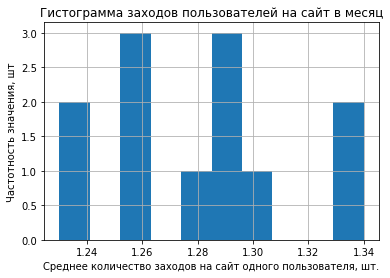 Гистограмма заходов пользователей на сайт в месяц
Частотность значения, шт
3.0
2.5
2.0
1.5
1.0
0.5
0.0
1.24 1.26 1.28 1.30 1.32 1.34
Среднее количество заходов на сайт одного пользователя, шт.